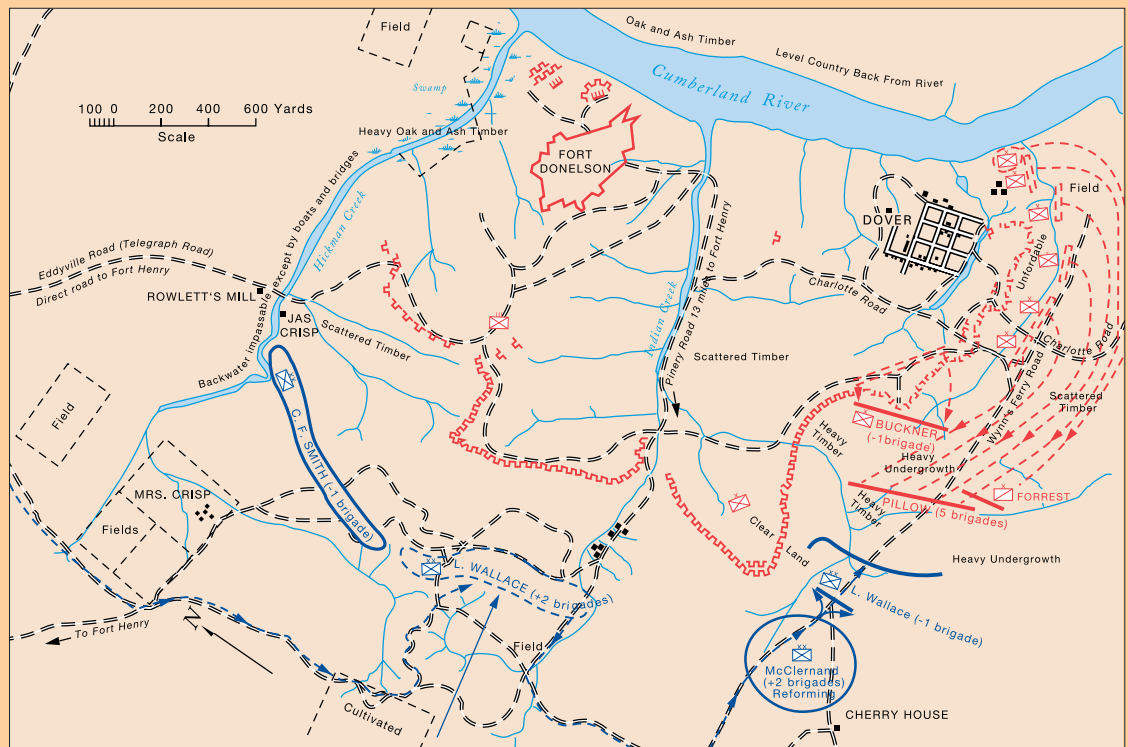 Field
Oak and Ash Timber
Level Country Back From River
Cumberland River
Swamp
100 0 200 400 600 Yards
Scale
Heavy Oak and Ash Timber
FORT
DONELSON
Field
DOVER
Unfordable
Hickman Creek
Backwater impassable except by boats and bridges
Eddyville Road (Telegraph Road)
Direct road to Fort Henry
ROWLETT'S MILL
JAS
CRISP
Scattered Timber
Indian Creek
Pinery Road 13 miles to Fort Henry
Charlotte Road
Charlotte Road
Scattered Timber
Wynn's Ferry Road
Scattered
Timber
III
XX
C. F. SMITH (-1 brigade)
Field
X
X
X
X
X
X
X
BUCKNER
(-1brigade)
Heavy
Timber
Heavy
Undergrowth
PILLOW (5 brigades)
Heavy
Timber
X
FORREST
X
Clear Land
MRS. CRISP
Fields
XX
L. WALLACE (+2 brigades)
Heavy Undergrowth
XX
L. Wallace (-1 brigade)
To Fort Henry
N
Field
XX
McClernand
(+2 brigades)
Reforming
Cultivated
CHERRY HOUSE